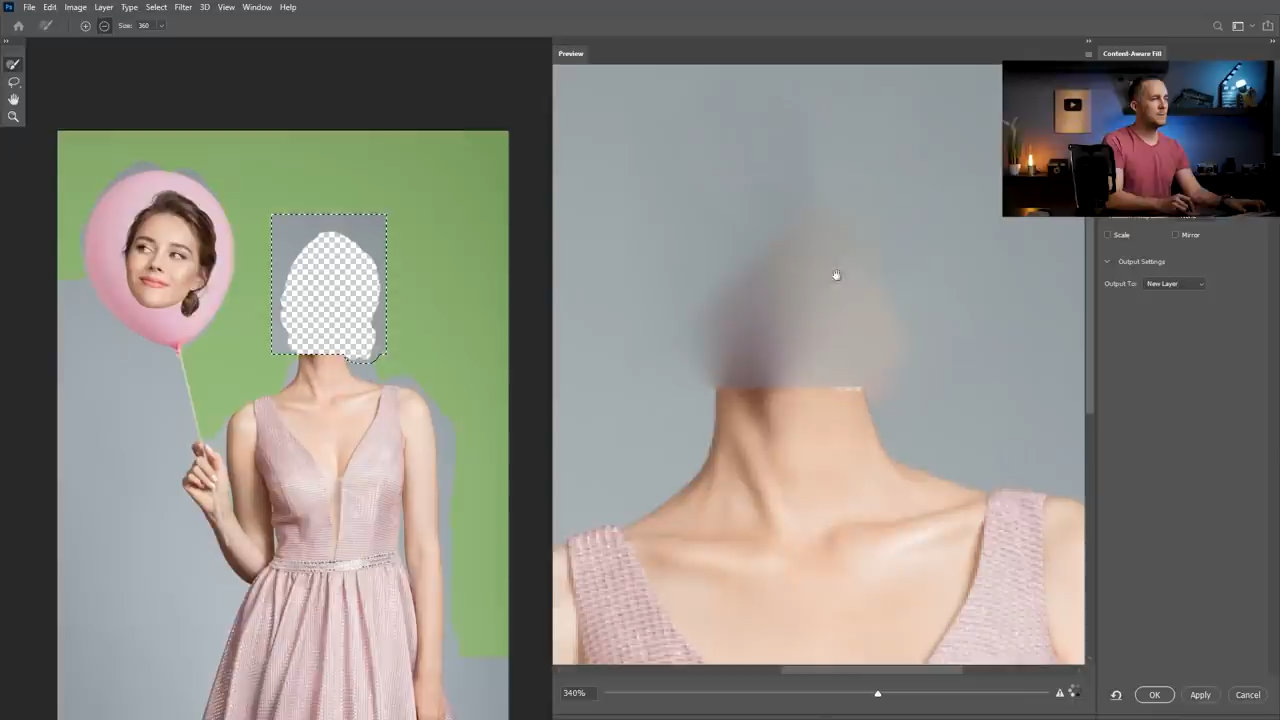 Ps File Edit Image Layer Type Select Filter 3D View Window Help
Size: 360
Preview
Content-Aware Fill
Scale Mirror
Output Settings
Output To: New Layer
340%
OK Apply Cancel